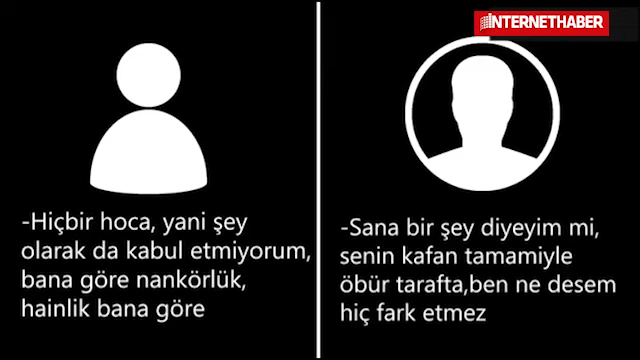 İNTERNETHABER
-Hiçbir hoca, yani şey
olarak da kabul etmiyorum,
bana göre nankörlük,
hainlik bana göre
-Sana bir şey diyeyim mi,
senin kafan tamamiyle
öbür tarafta,ben ne desem
hiç fark etmez